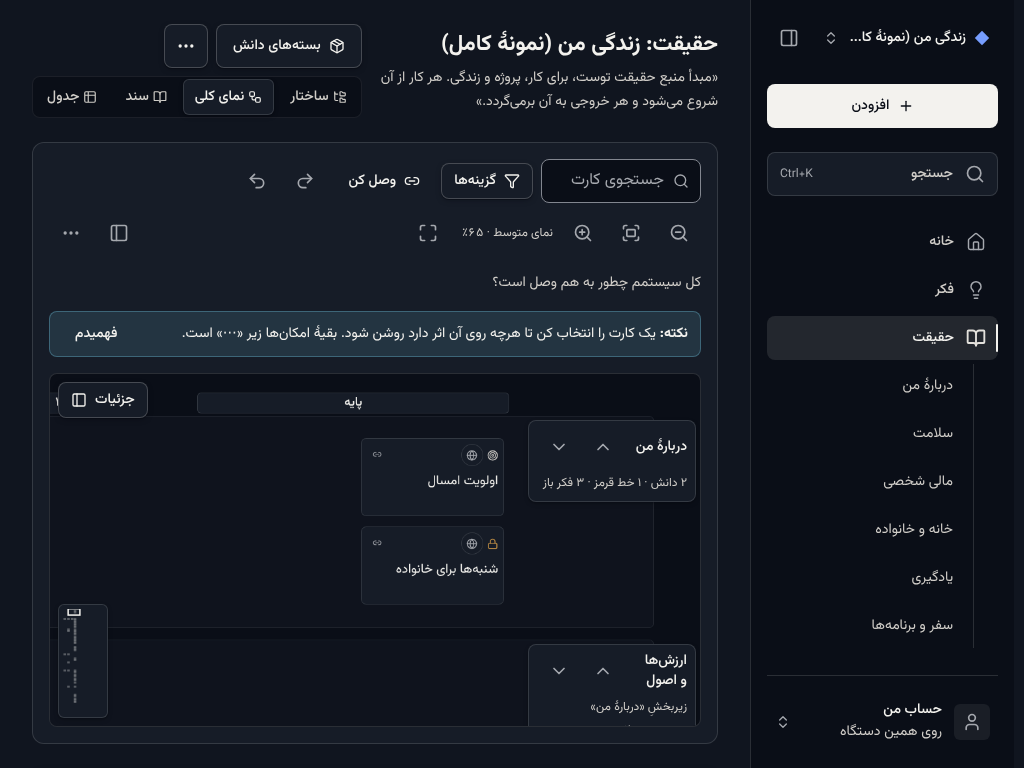 زندگی من (نمونهٔ کا...
افزودن
جستجو
Ctrl+K
خانه
فکر
حقیقت
دربارهٔ من
سلامت
مالی شخصی
خانه و خانواده
یادگیری
سفر و برنامه‌ها
حساب من
روی همین دستگاه
حقیقت: زندگی من (نمونهٔ کامل)
«مبدأ منبع حقیقت توست، برای کار، پروژه و زندگی. هر کار از آن
شروع می‌شود و هر خروجی به آن برمی‌گردد.»
بسته‌های دانش
ساختار
نمای کلی
سند
جدول
جستجوی کارت
گزینه‌ها
وصل کن
نمای متوسط · ۶۵٪
کل سیستمم چطور به هم وصل است؟
نکته: یک کارت را انتخاب کن تا هرچه روی آن اثر دارد روشن شود. بقیهٔ امکان‌ها زیر «···» است.
فهمیدم
جزئیات
پایه
دربارهٔ من
۲ دانش · ۱ خط قرمز · ۳ فکر باز
اولویت امسال
شنبه‌ها برای خانواده
ارزش‌ها
و اصول
زیربخشِ «دربارهٔ من»